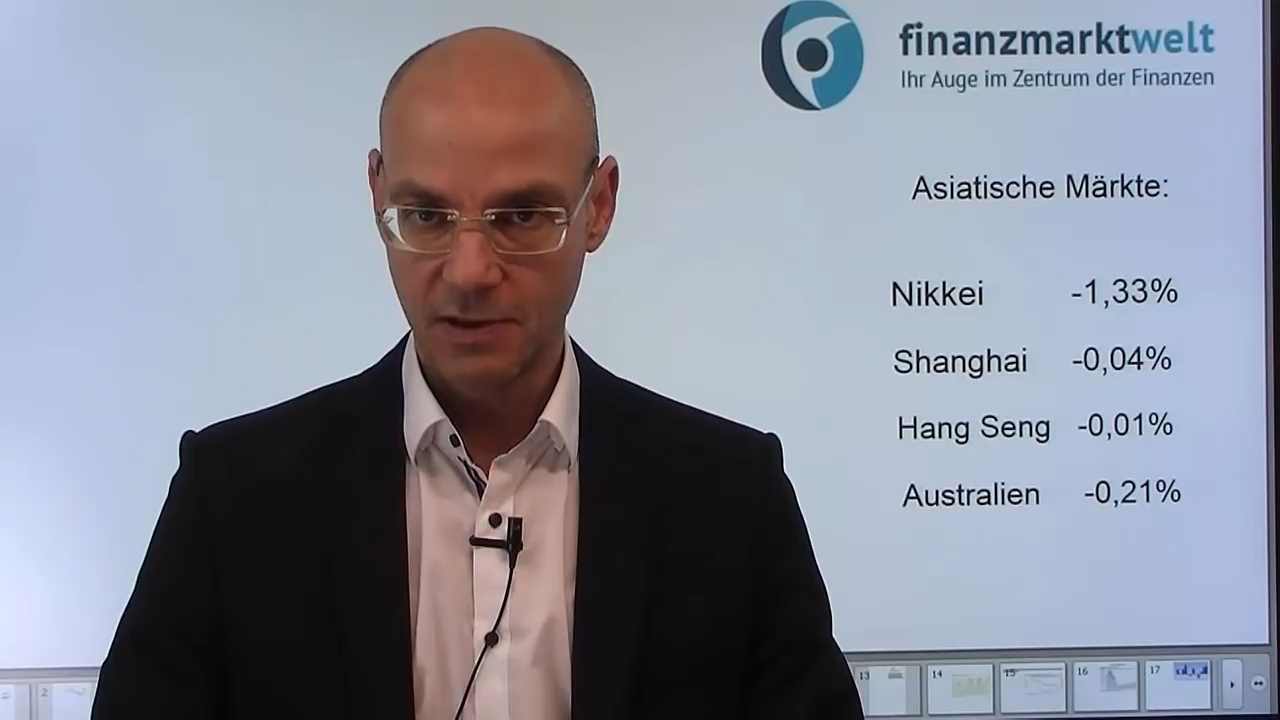 finanzmarktwelt
Ihr Auge im Zentrum der Finanzen
Asiatische Märkte:
Nikkei -1,33%
Shanghai -0,04%
Hang Seng -0,01%
Australien -0,21%
2 13 14 15 16 17